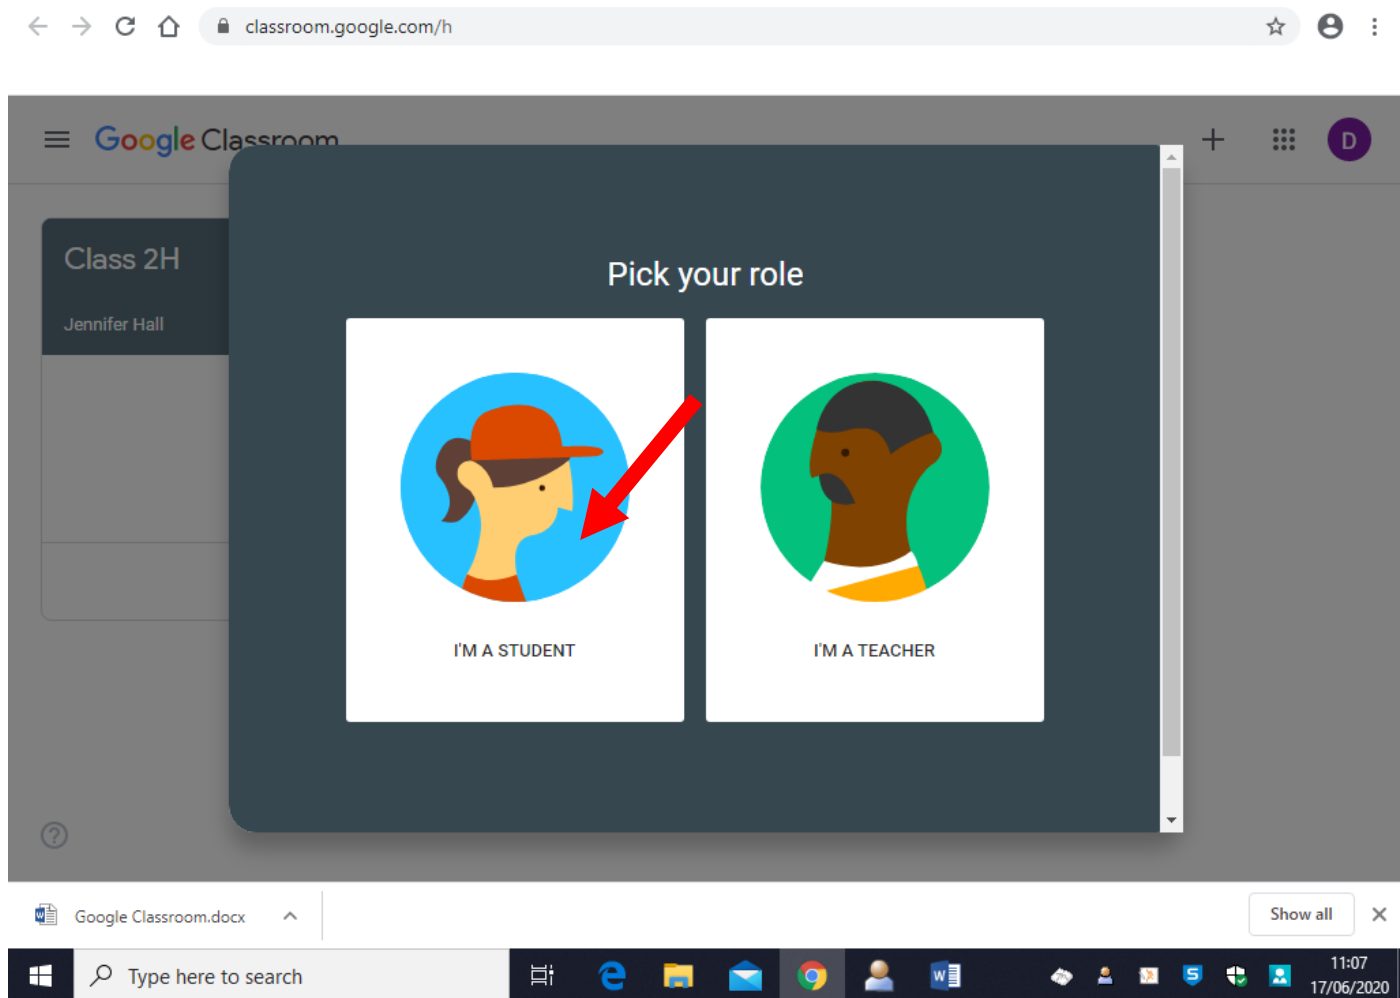 classroom.google.com/h
Google Classroom
D
Class 2H
Jennifer Hall
Pick your role
I'M A STUDENT
I'M A TEACHER
Google Classroom.docx
Show all
Type here to search
11:07
17/06/2020